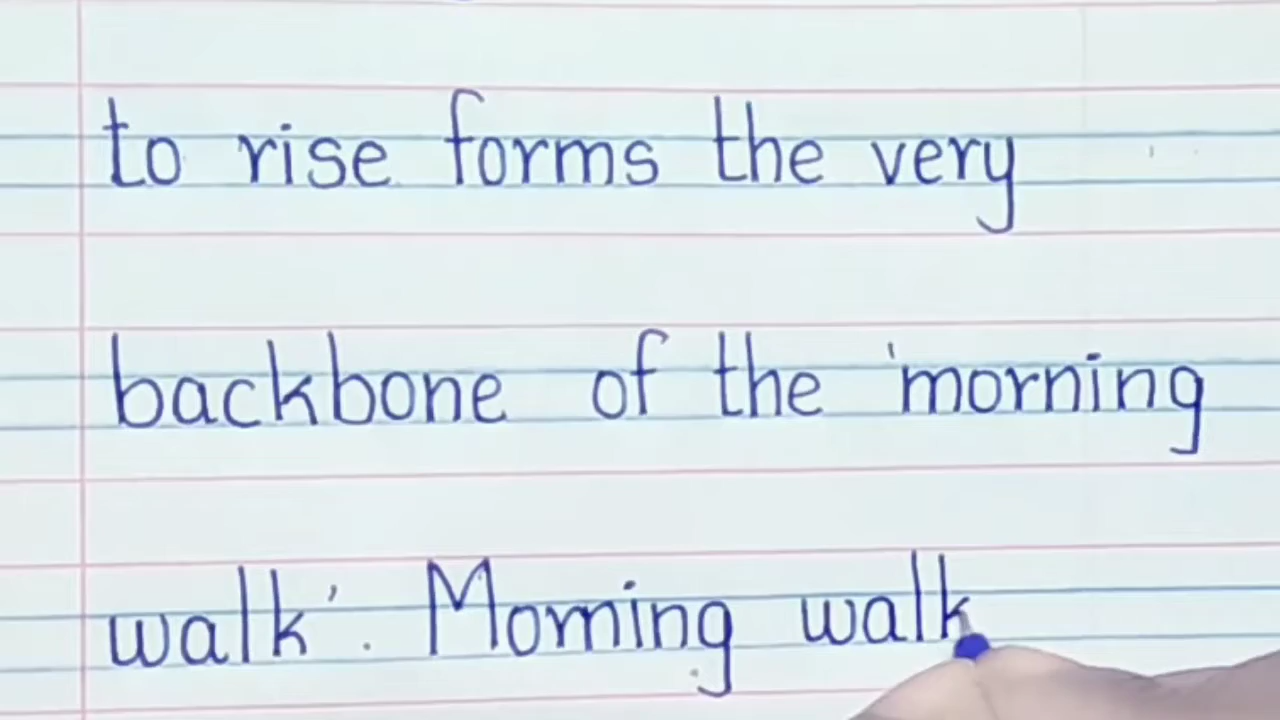 to rise forms the very
backbone of the 'morning
walk'. Morning walk